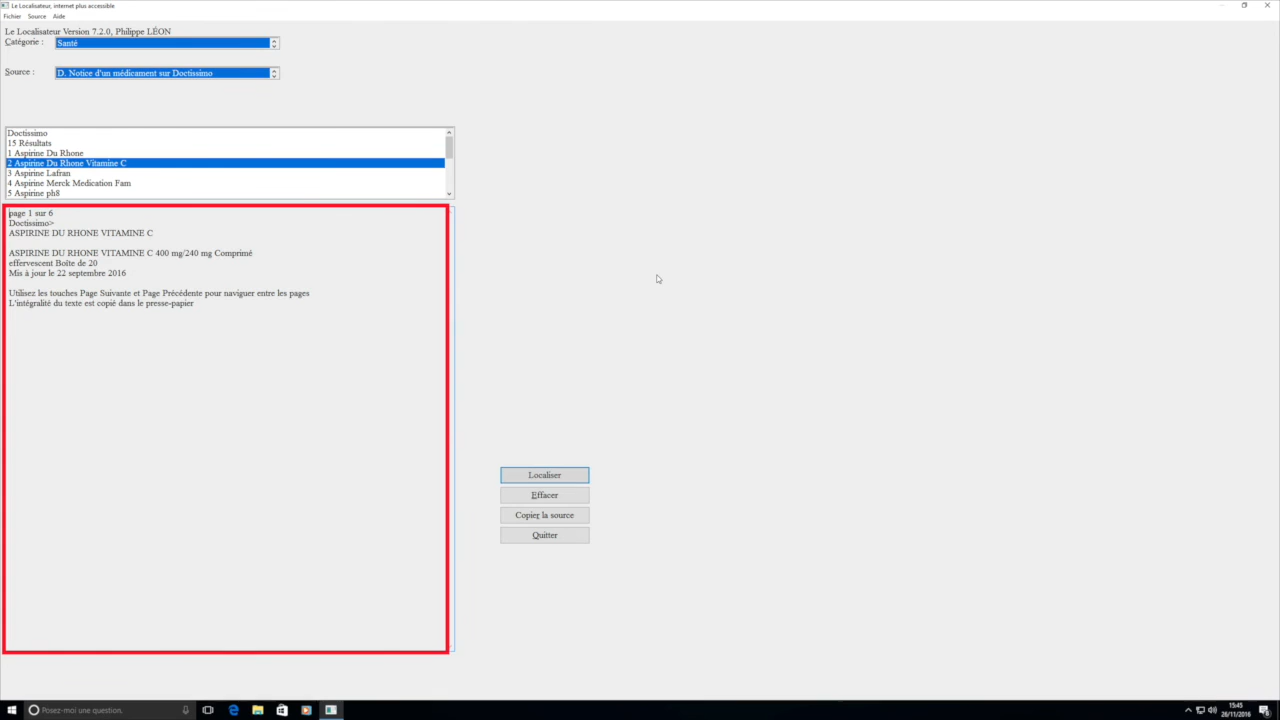 Le Localisateur, internet plus accessible
Fichier Source Aide
Le Localisateur Version 7.2.0, Philippe LÉON
Catégorie : Santé
Source : D. Notice d'un médicament sur Doctissimo
Doctissimo
15 Résultats
1 Aspirine Du Rhone
2 Aspirine Du Rhone Vitamine C
3 Aspirine Lafran
4 Aspirine Merck Medication Fam
5 Aspirine ph8
page 1 sur 6
Doctissimo>
ASPIRINE DU RHONE VITAMINE C
ASPIRINE DU RHONE VITAMINE C 400 mg/240 mg Comprimé
effervescent Boîte de 20
Mis à jour le 22 septembre 2016
Utilisez les touches Page Suivante et Page Précédente pour naviguer entre les pages
L'intégralité du texte est copié dans le presse-papier
Localiser
Effacer
Copier la source
Quitter
Posez-moi une question.
15:45
26/11/2016